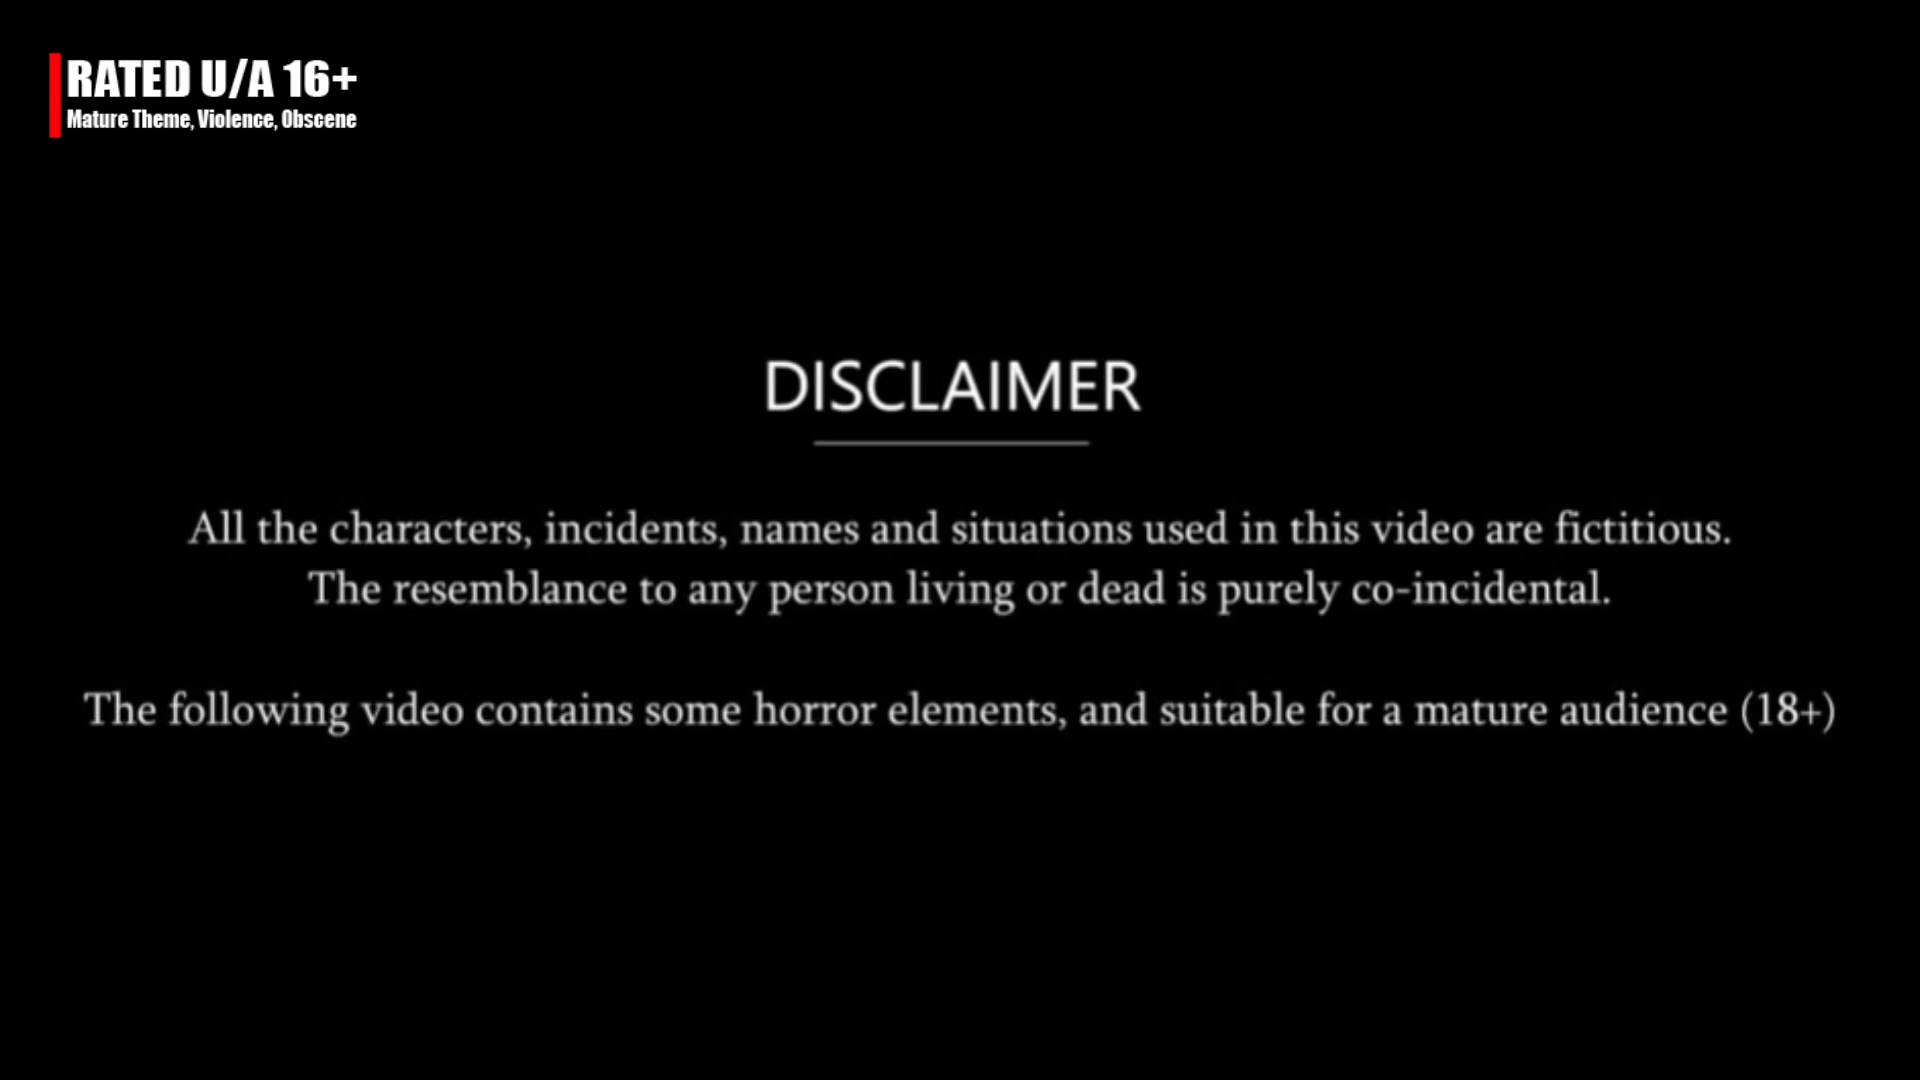 RATED U/A 16+
Mature Theme, Violence, Obscene
DISCLAIMER
All the characters, incidents, names and situations used in this video are fictitious.
The resemblance to any person living or dead is purely co-incidental.
The following video contains some horror elements, and suitable for a mature audience (18+)